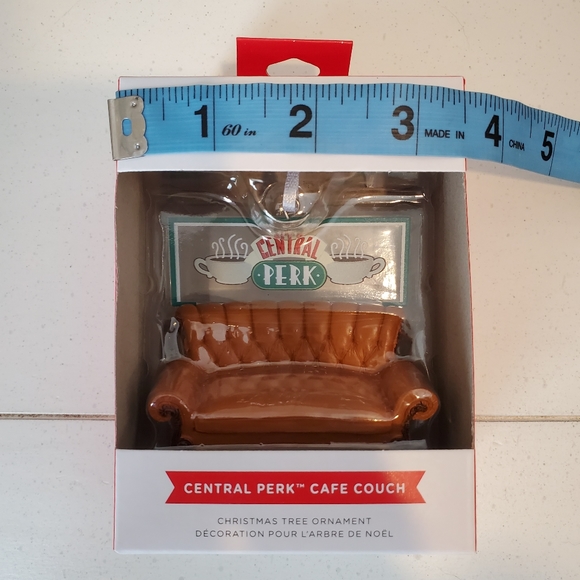 1 60 in 2 3 MADE IN 4 CHINA 5
CENTRAL
PERK
CENTRAL PERK™ CAFE COUCH
CHRISTMAS TREE ORNAMENT
DÉCORATION POUR L'ARBRE DE NOËL